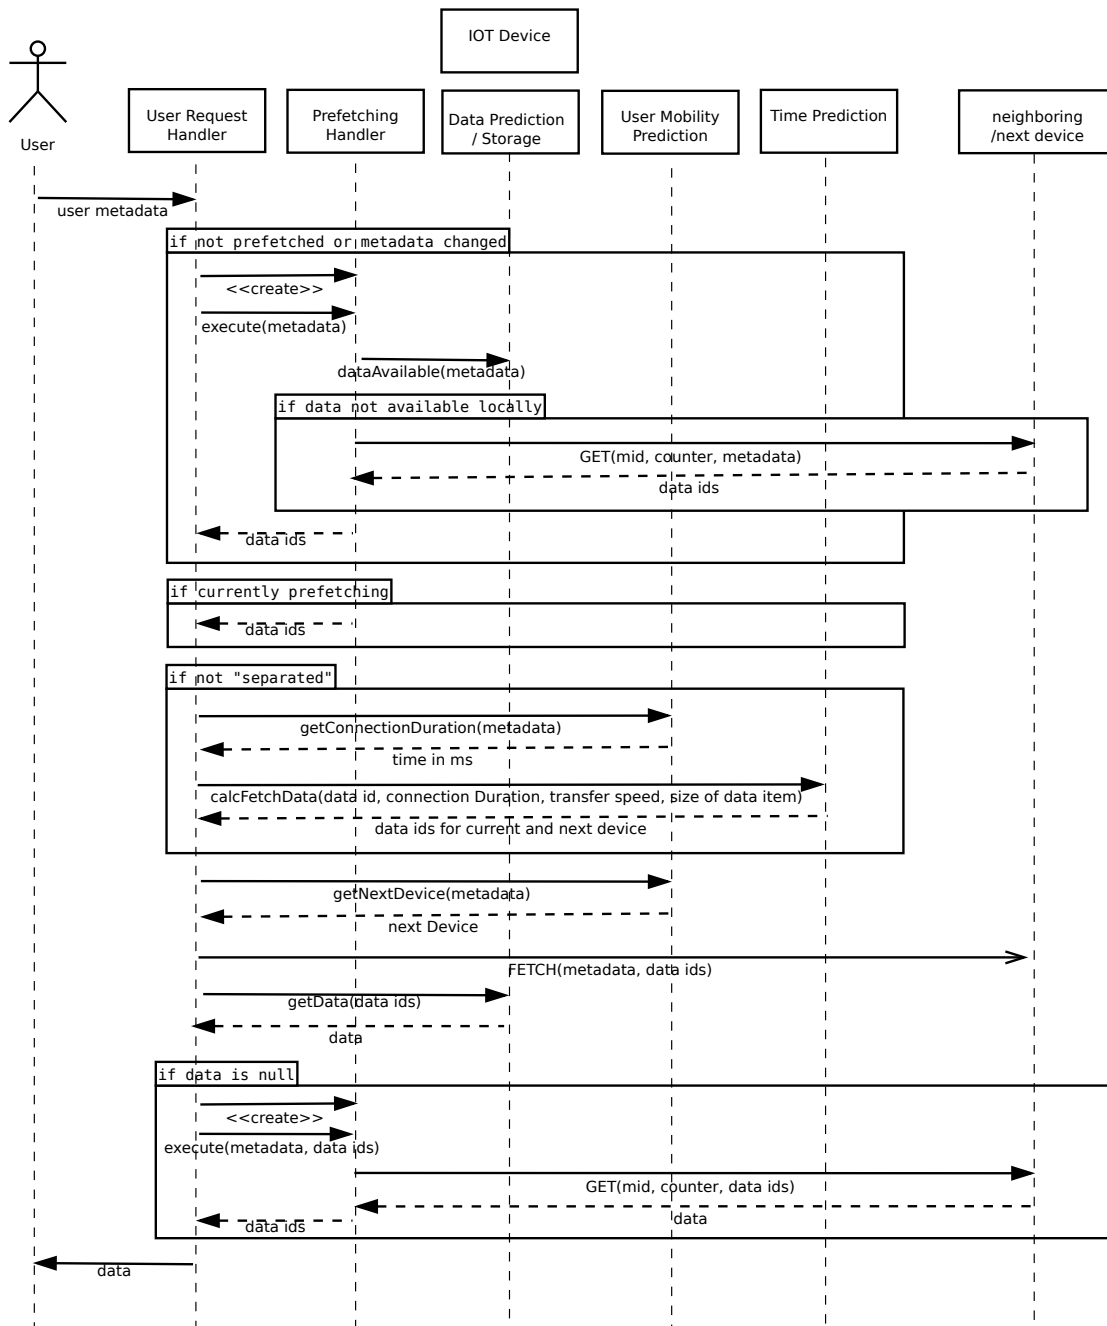 IOT Device
User
User Request
Handler
Prefetching
Handler
Data Prediction
/ Storage
User Mobility
Prediction
Time Prediction
neighboring
/next device
user metadata
if not prefetched or metadata changed
<<create>>
execute(metadata)
dataAvailable(metadata)
if data not available locally
GET(mid, counter, metadata)
data ids
data ids
if currently prefetching
data ids
if not "separated"
getConnectionDuration(metadata)
time in ms
calcFetchData(data id, connection Duration, transfer speed, size of data item)
data ids for current and next device
getNextDevice(metadata)
next Device
FETCH(metadata, data ids)
getData(data ids)
data
if data is null
<<create>>
execute(metadata, data ids)
GET(mid, counter, data ids)
data
data ids
data